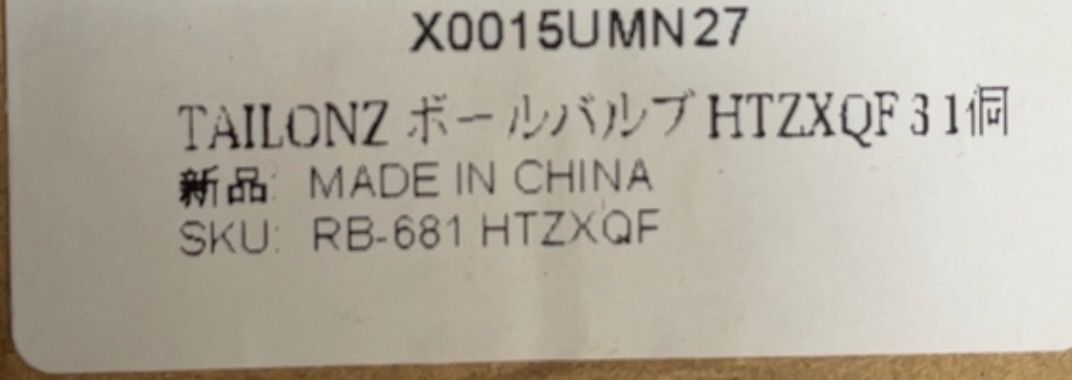 X0015UMN27
TAILONZ ボールバルブ HTZXQF 3 1個
新品: MADE IN CHINA
SKU: RB-681 HTZXQF